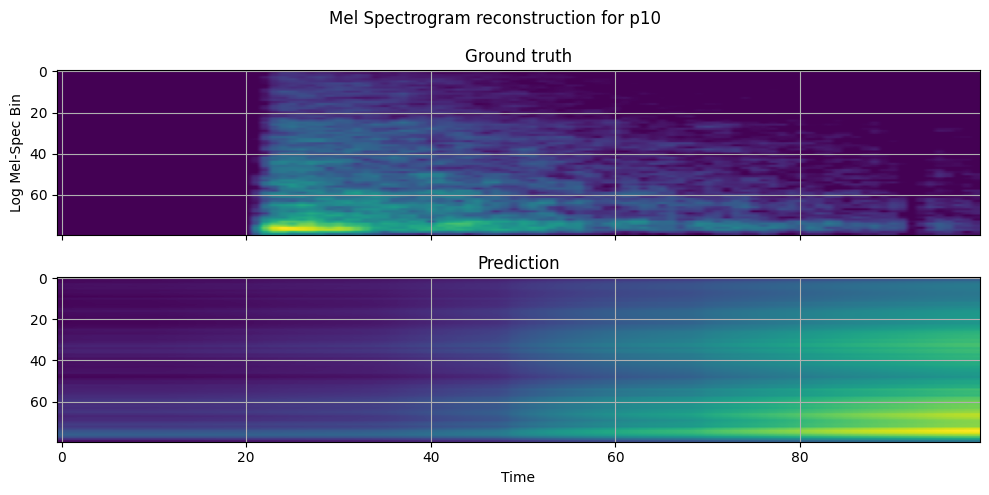 Mel Spectrogram reconstruction for p10
Ground truth
Log Mel-Spec Bin
0
20
40
60
Prediction
0
20
40
60
0 20 40 60 80
Time